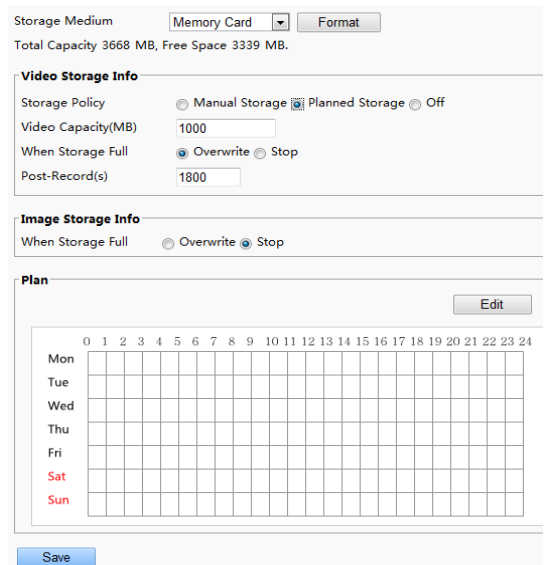 Storage Medium Memory Card Format
Total Capacity 3668 MB, Free Space 3339 MB.
Video Storage Info
Storage Policy Manual Storage Planned Storage Off
Video Capacity(MB) 1000
When Storage Full Overwrite Stop
Post-Record(s) 1800
Image Storage Info
When Storage Full Overwrite Stop
Plan
Edit
0 1 2 3 4 5 6 7 8 9 10 11 12 13 14 15 16 17 18 19 20 21 22 23 24
Mon
Tue
Wed
Thu
Fri
Sat
Sun
Save